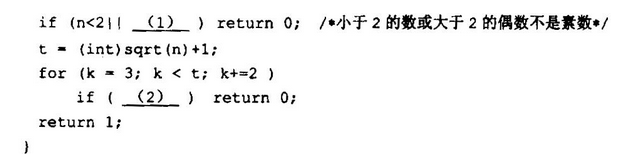 if (n<2|| (1) ) return 0; /*小于2的数或大于2的偶数不是素数*/
t = (int)sqrt(n)+1;
for (k = 3; k < t; k+=2 )
if ( (2) ) return 0;
return 1;
}